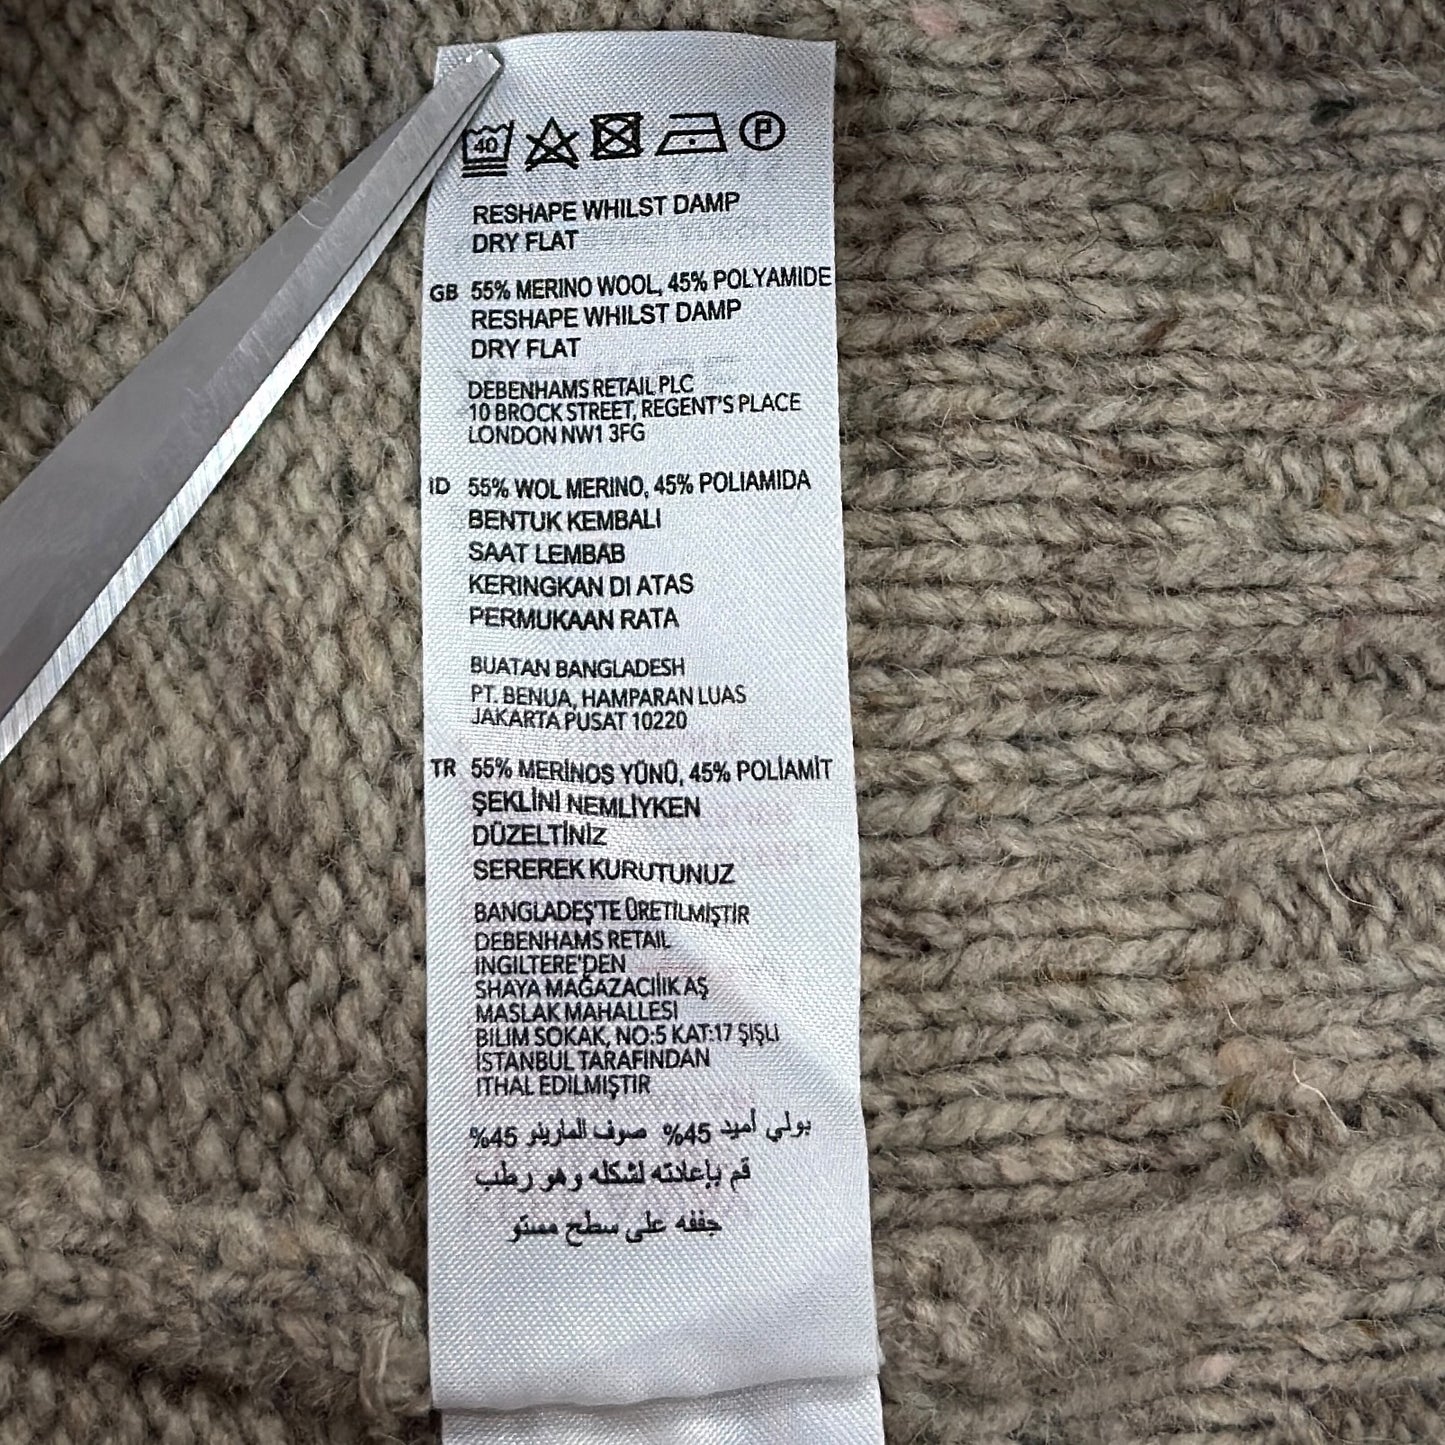 40 P
RESHAPE WHILST DAMP
DRY FLAT
GB 55% MERINO WOOL, 45% POLYAMIDE
RESHAPE WHILST DAMP
DRY FLAT
DEBENHAMS RETAIL PLC
10 BROCK STREET, REGENT'S PLACE
LONDON NW1 3FG
ID 55% WOL MERINO, 45% POLIAMIDA
BENTUK KEMBALI
SAAT LEMBAB
KERINGKAN DI ATAS
PERMUKAAN RATA
BUATAN BANGLADESH
PT. BENUA, HAMPARAN LUAS
JAKARTA PUSAT 10220
TR 55% MERİNOS YÜNÜ, 45% POLİAMİT
ŞEKLİNİ NEMLİYKEN
DÜZELTİNİZ
SEREREK KURUTUNUZ
BANGLADEŞ'TE ÜRETİLMİŞTİR
DEBENHAMS RETAIL
INGİLTERE'DEN
SHAYA MAĞAZACIlIK AŞ
MASLAK MAHALLESİ
BİLİM SOKAK, NO:5 KAT:17 ŞİŞLİ
İSTANBUL TARAFINDAN
İTHAL EDİLMİŞTİR
بولي أميد 45% صوف المارينو 45%
قم بإعادته لشكله وهو رطب
جففه على سطح مستو